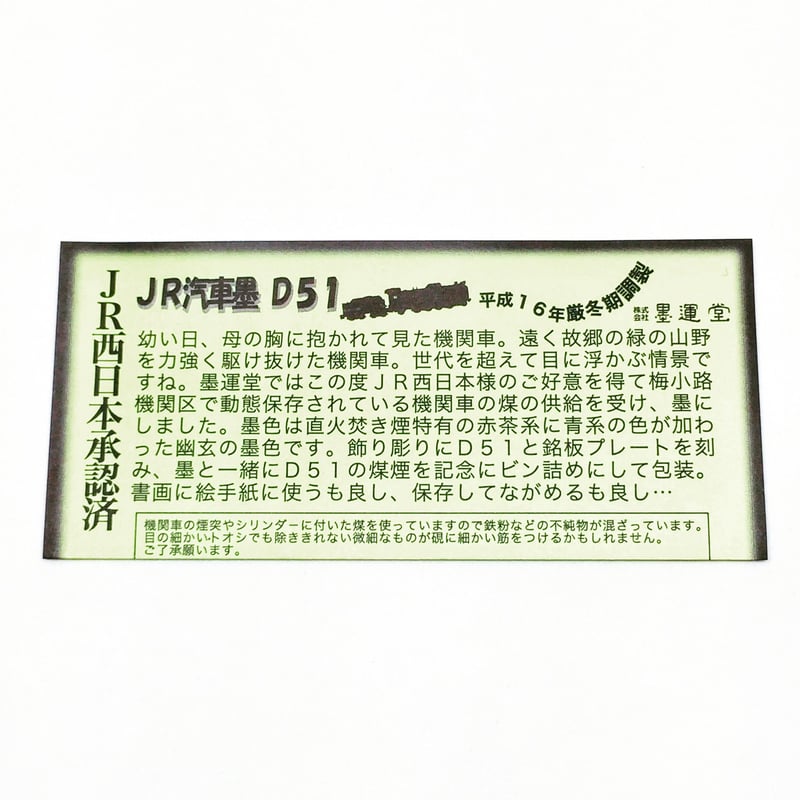 JR西日本承認済
JR汽車墨 D51
平成16年厳冬期調製
株式会社 墨運堂
幼い日、母の胸に抱かれて見た機関車。遠く故郷の緑の山野
を力強く駆け抜けた機関車。世代を超えて目に浮かぶ情景で
すね。墨運堂ではこの度JR西日本様のご好意を得て梅小路
機関区で動態保存されている機関車の煤の供給を受け、墨に
しました。墨色は直火焚き煙特有の赤茶系に青系の色が加わ
った幽玄の墨色です。飾り彫りにD51と銘板プレートを刻
み、墨と一緒にD51の煤煙を記念にビン詰めにして包装。
書画に絵手紙に使うも良し、保存してながめるも良し…
機関車の煙突やシリンダーに付いた煤を使っていますので鉄粉などの不純物が混ざっています。
目の細かいトオシでも除ききれない微細なものが硯に細かい筋をつけるかもしれません。
ご了承願います。